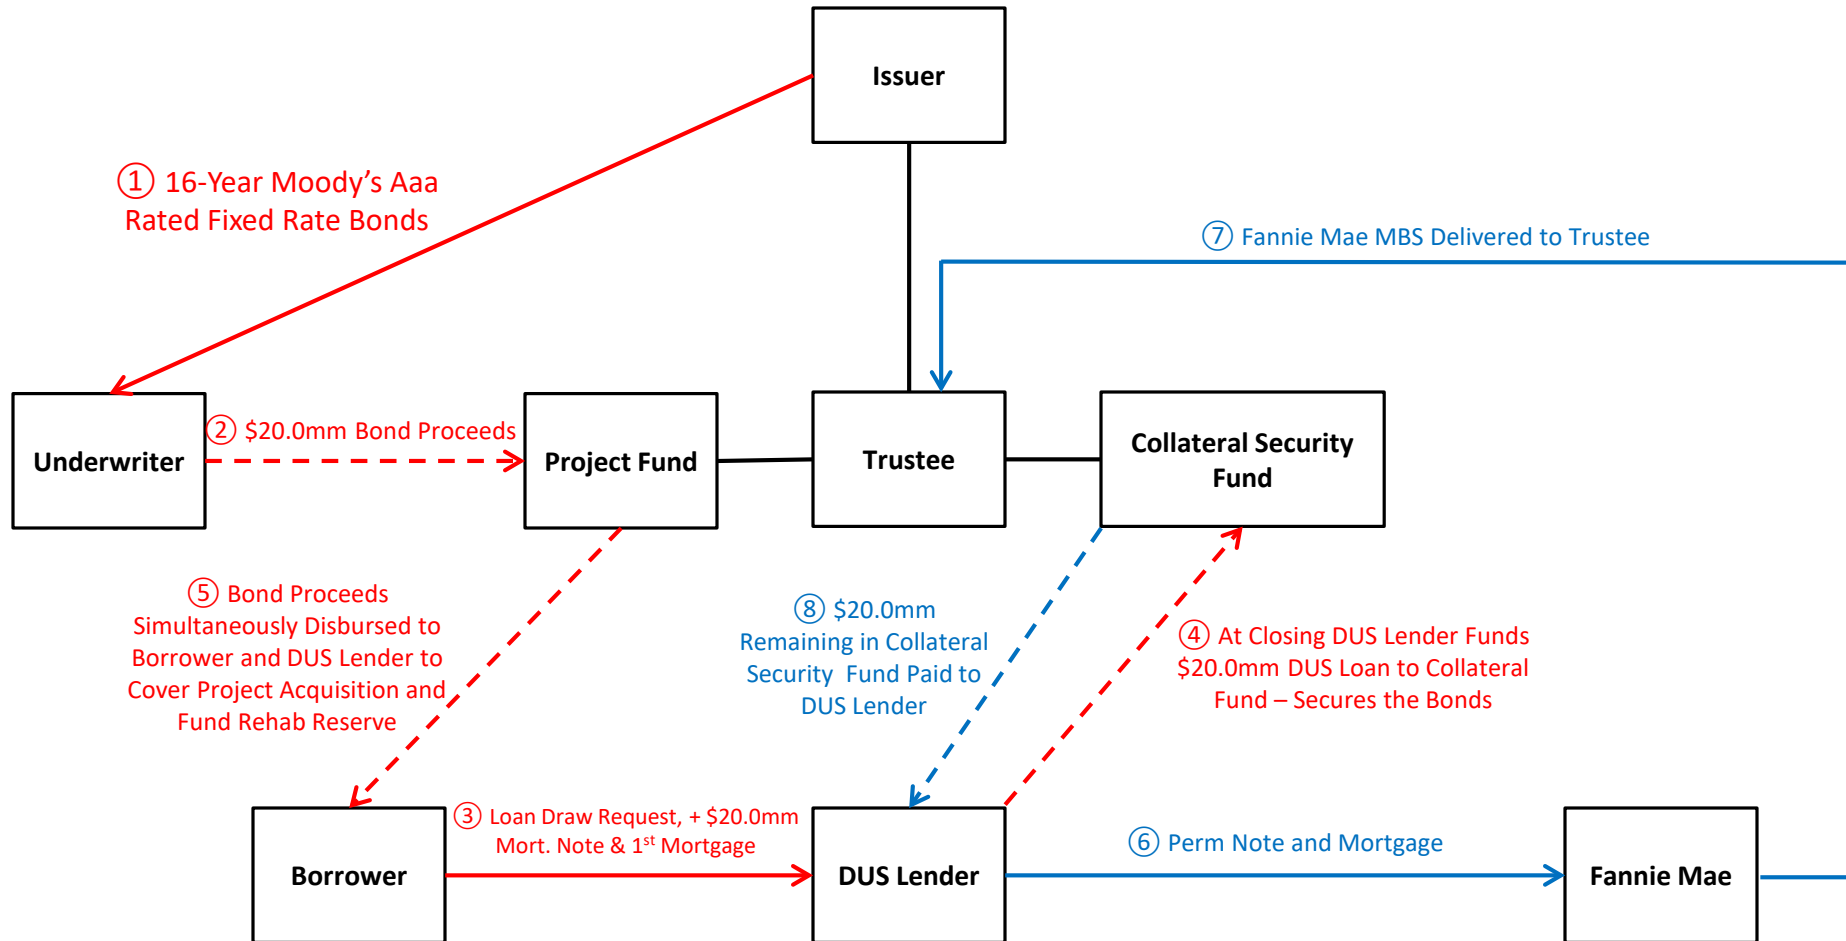 Issuer
① 16-Year Moody’s Aaa
Rated Fixed Rate Bonds
⑦ Fannie Mae MBS Delivered to Trustee
Underwriter
② $20.0mm Bond Proceeds
Project Fund
Trustee
Collateral Security
Fund
⑤ Bond Proceeds
Simultaneously Disbursed to
Borrower and DUS Lender to
Cover Project Acquisition and
Fund Rehab Reserve
⑧ $20.0mm
Remaining in Collateral
Security Fund Paid to
DUS Lender
④ At Closing DUS Lender Funds
$20.0mm DUS Loan to Collateral
Fund – Secures the Bonds
Borrower
③ Loan Draw Request, + $20.0mm
Mort. Note & 1st Mortgage
DUS Lender
⑥ Perm Note and Mortgage
Fannie Mae